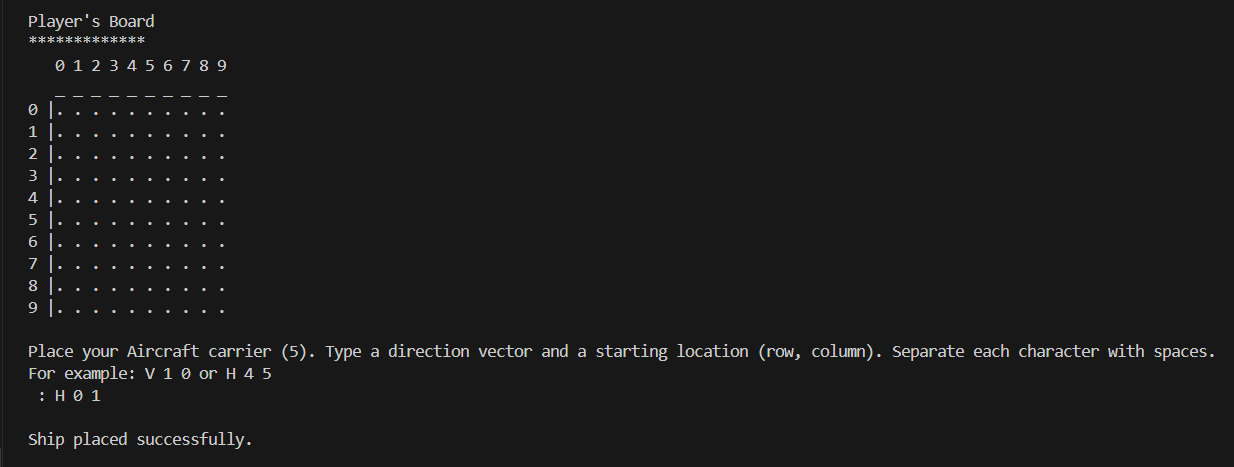 Player's Board
*************
   0 1 2 3 4 5 6 7 8 9
   _ _ _ _ _ _ _ _ _ _
0 |. . . . . . . . . .
1 |. . . . . . . . . .
2 |. . . . . . . . . .
3 |. . . . . . . . . .
4 |. . . . . . . . . .
5 |. . . . . . . . . .
6 |. . . . . . . . . .
7 |. . . . . . . . . .
8 |. . . . . . . . . .
9 |. . . . . . . . . .
Place your Aircraft carrier (5). Type a direction vector and a starting location (row, column). Separate each character with spaces.
For example: V 1 0 or H 4 5
 : H 0 1
Ship placed successfully.